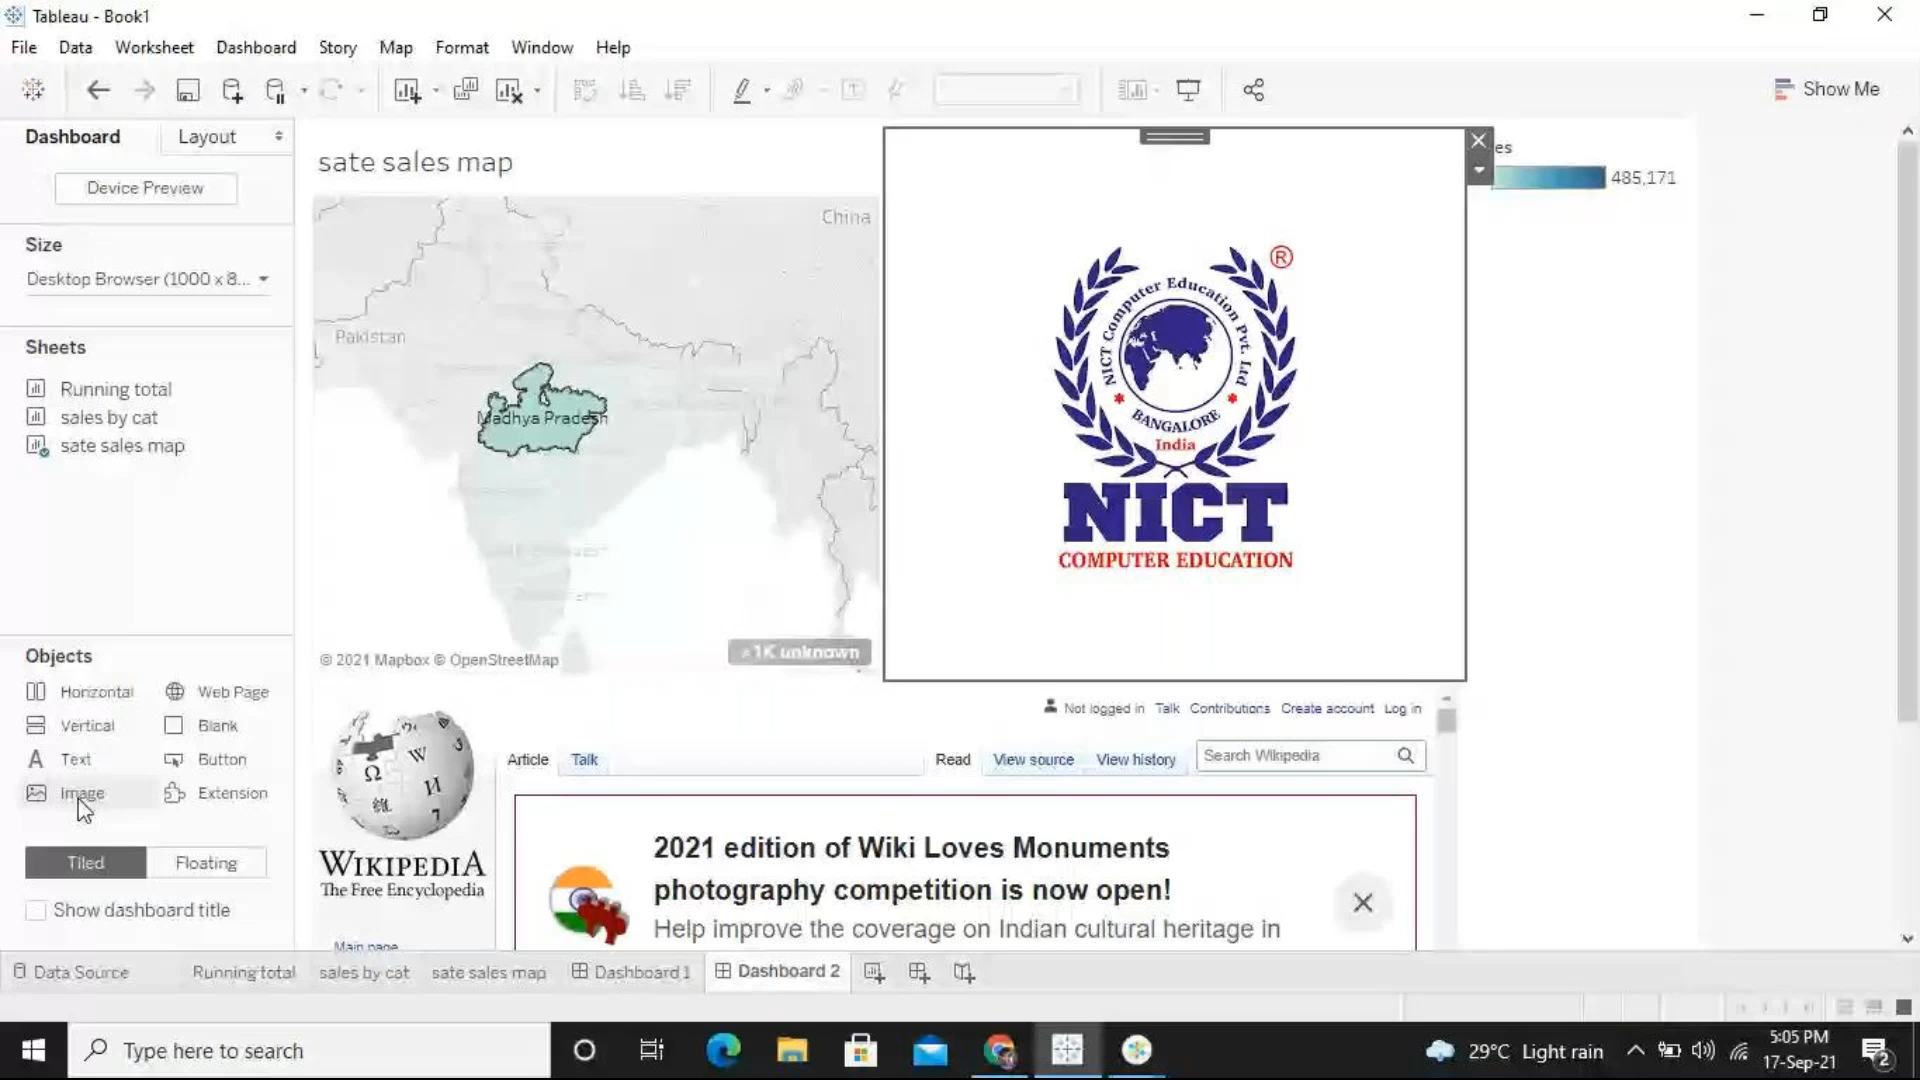 Tableau - Book1
File Data Worksheet Dashboard Story Map Format Window Help
Show Me
Dashboard Layout
Device Preview
Size
Desktop Browser (1000 x 8...
Sheets
Running total
sales by cat
sate sales map
Objects
Horizontal Web Page
Vertical Blank
Text Button
Image Extension
Tiled Floating
Show dashboard title
sate sales map
China
Pakistan
Madhya Pradesh
© 2021 Mapbox © OpenStreetMap
>1K unknown
®
NICT Computer Education Pvt. Ltd
BANGALORE
India
NICT
COMPUTER EDUCATION
es
485,171
Not logged in Talk Contributions Create account Log in
Article Talk Read View source View history Search Wikipedia
WIKIPEDIA
The Free Encyclopedia
Main page
2021 edition of Wiki Loves Monuments
photography competition is now open!
Help improve the coverage on Indian cultural heritage in
Data Source Running total sales by cat sate sales map Dashboard 1 Dashboard 2
Type here to search
29°C Light rain
5:05 PM
17-Sep-21
2